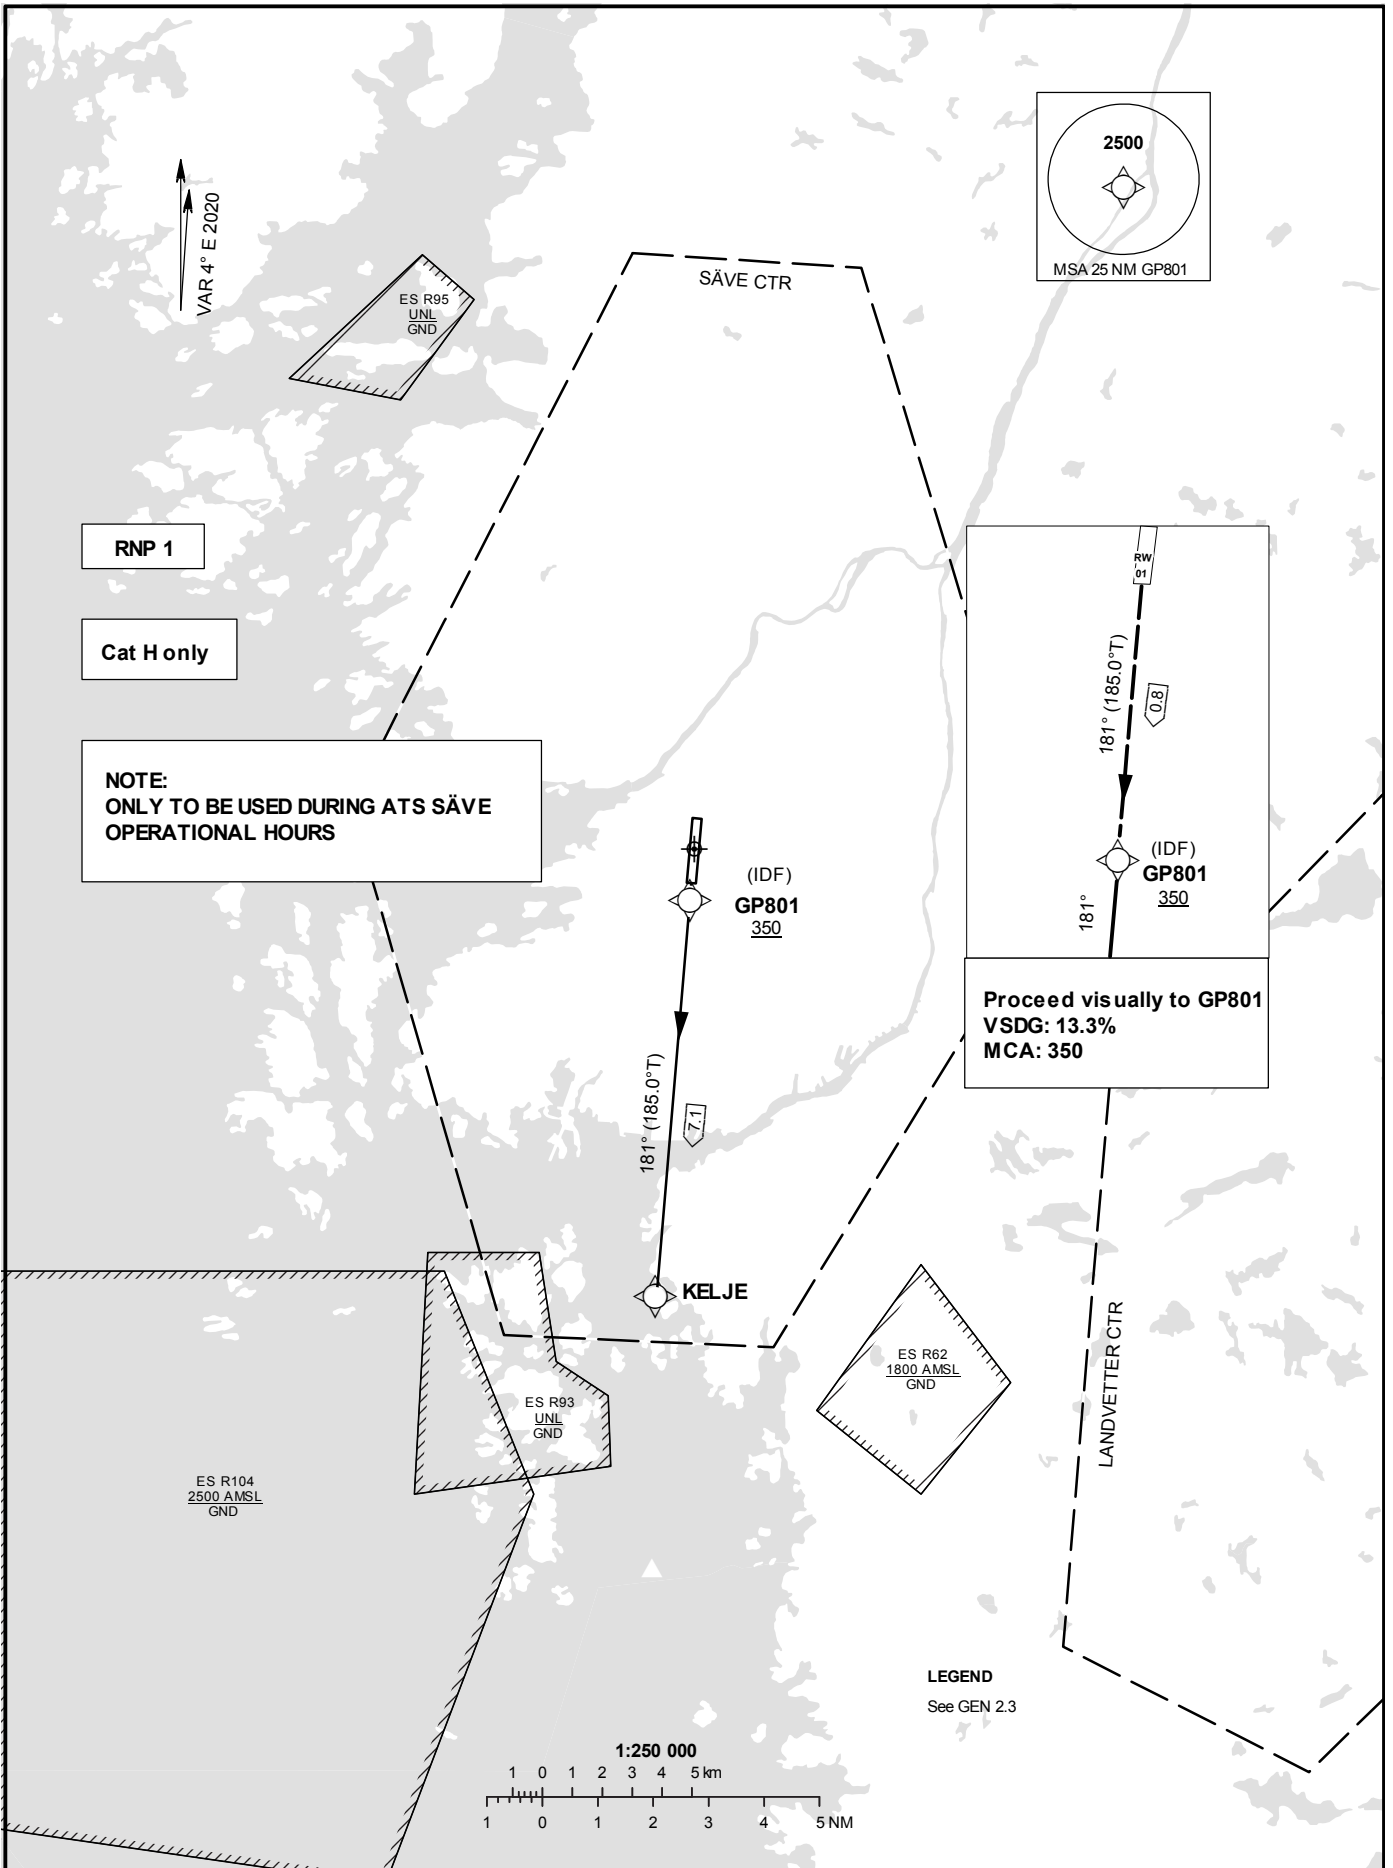 2500
MSA 25 NM GP801
VAR 4° E 2020
SÄVE CTR
ES R95
UNL
GND
RNP 1
Cat H only
NOTE:
ONLY TO BE USED DURING ATS SÄVE
OPERATIONAL HOURS
RW
01
181° (185.0°T)
0.8
(IDF)
GP801
350
181°
Proceed visually to GP801
VSDG: 13.3%
MCA: 350
(IDF)
GP801
350
181° (185.0°T)
7.1
KELJE
ES R62
1800 AMSL
GND
LANDVETTER CTR
ES R93
UNL
GND
ES R104
2500 AMSL
GND
LEGEND
See GEN 2.3
1:250 000
1 0 1 2 3 4 5 km
1 0 1 2 3 4 5 NM